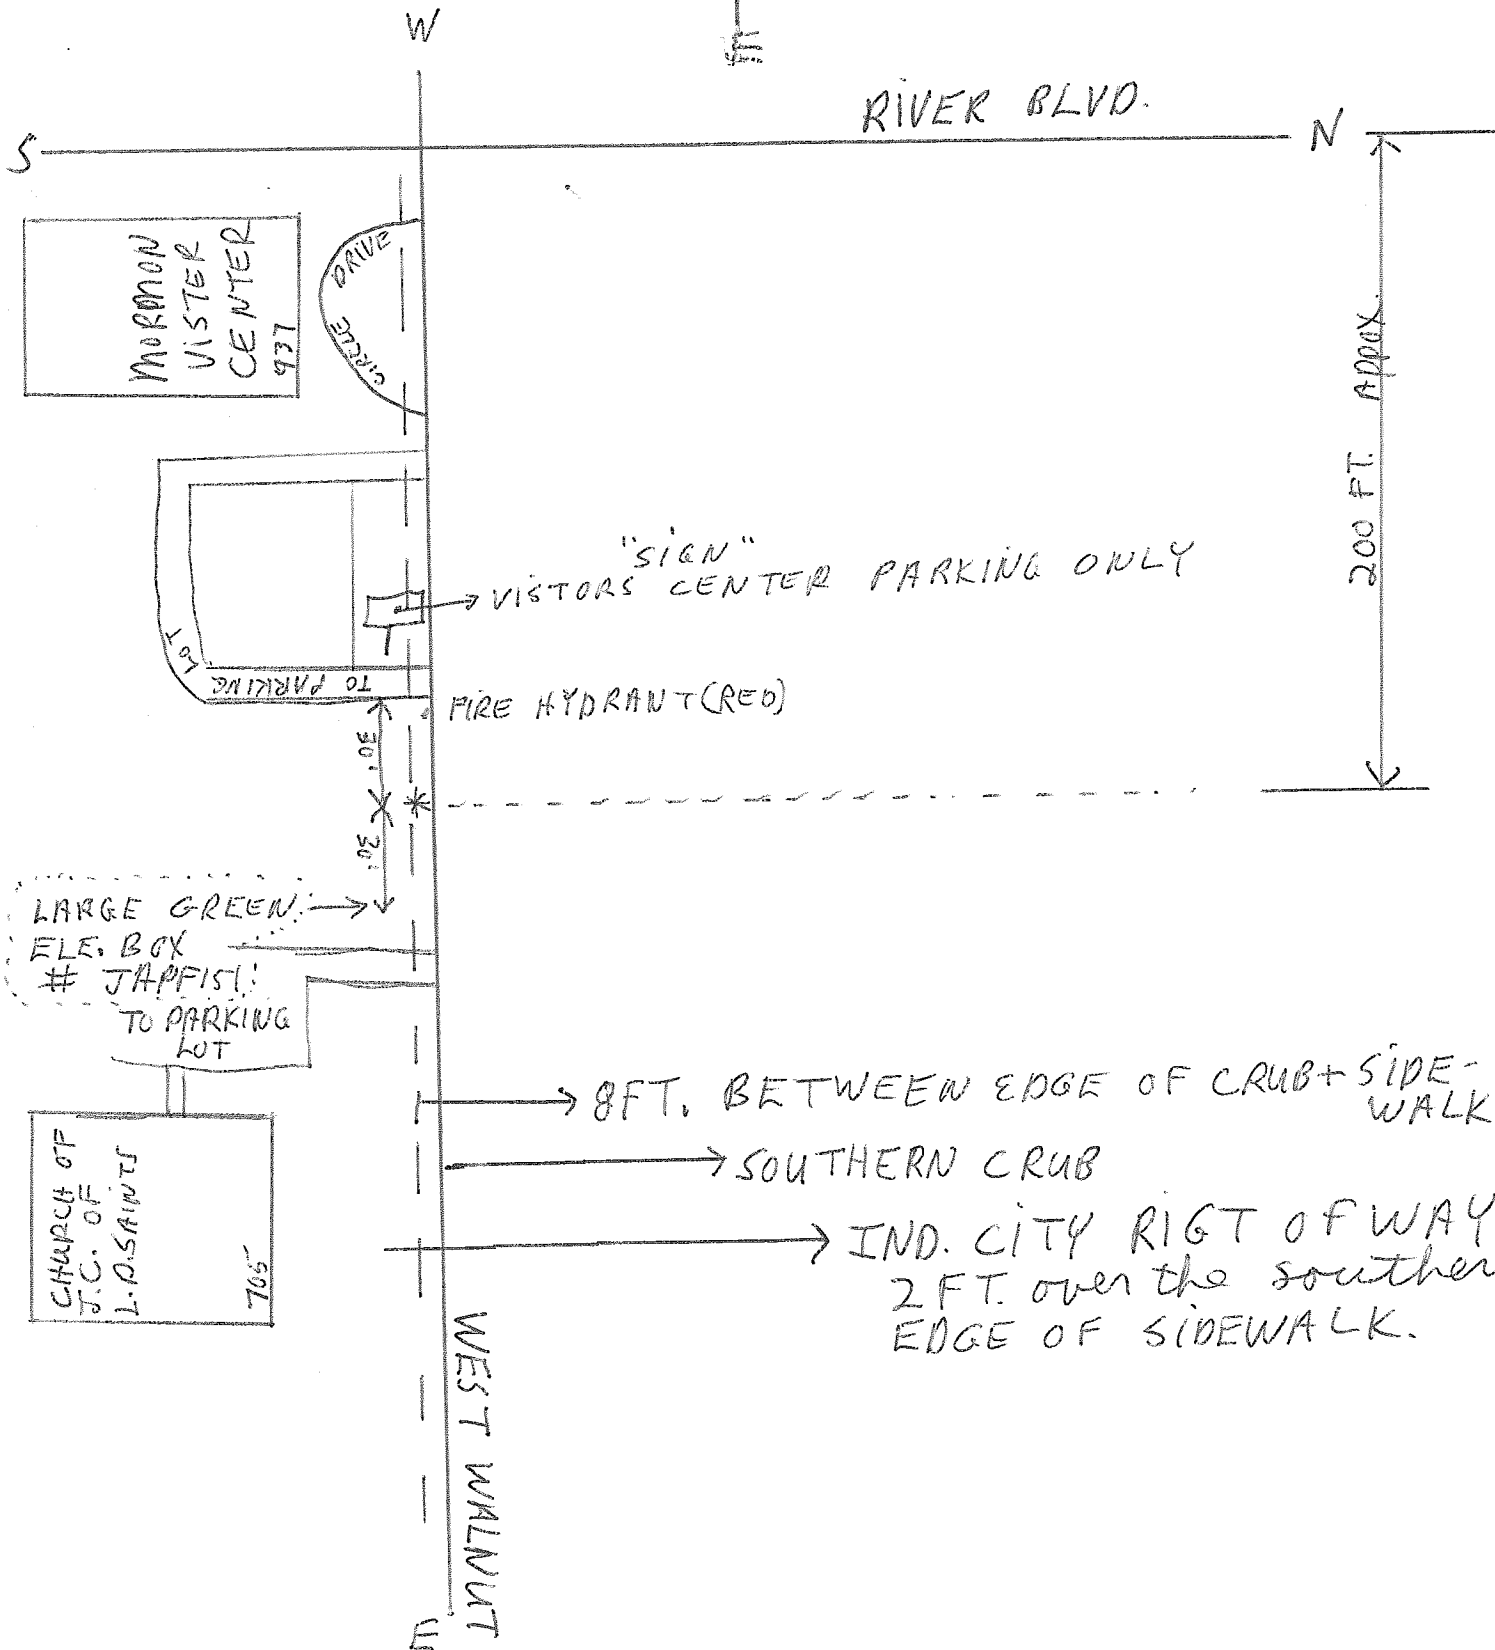 W
E
RIVER BLVD.
S
N
MORMON
VISTER
CENTER
937
CIRCLE DRIVE
200 FT. APPOX.
"SIGN"
VISTORS CENTER PARKING ONLY
TO PARKING
LOT
FIRE HYDRANT (RED)
30'
30'
LARGE GREEN
ELE. BOX
# JAPF151
TO PARKING
LOT
8FT. BETWEEN EDGE OF CRUB + SIDE-
WALK
SOUTHERN CRUB
CHURCH OF
J.C. OF
L.D.SAINTS
765
IND. CITY RIGT OF WAY
2 FT. over the souther
EDGE OF SIDEWALK.
WEST WALNUT
E